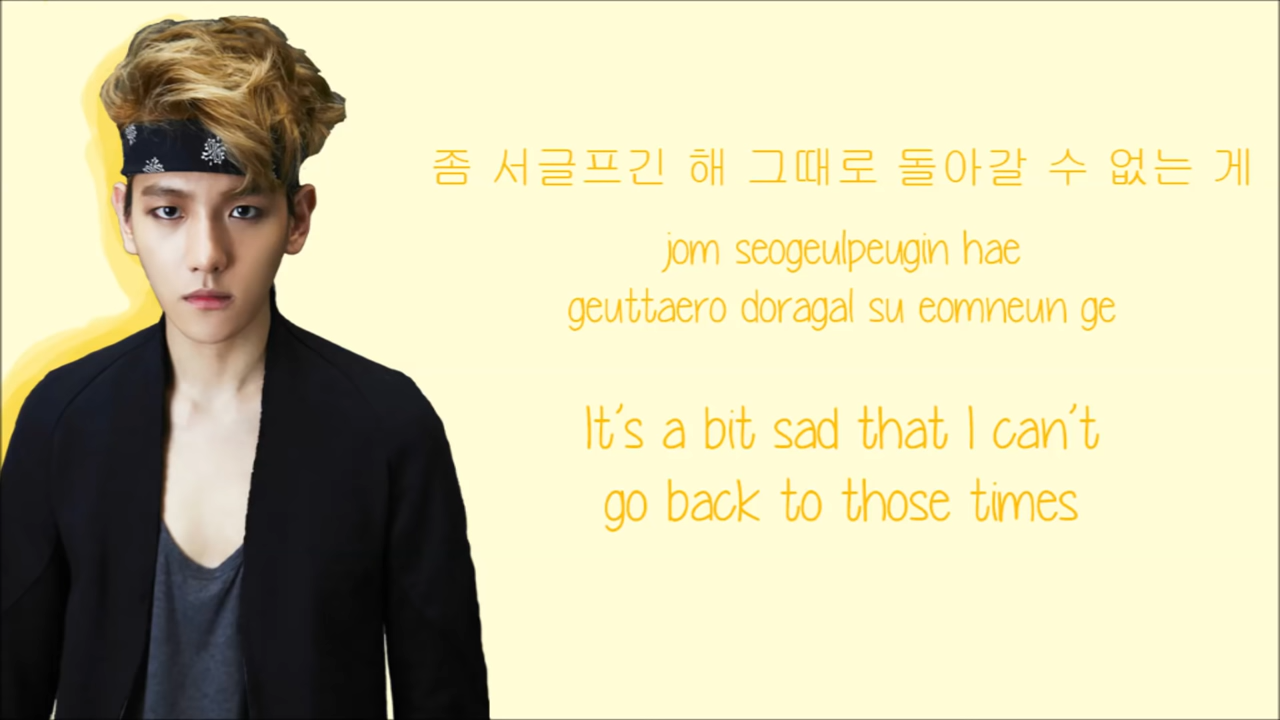 좀 서글프긴 해 그때로 돌아갈 수 없는 게
jom seogeulpeugin hae
geuttaero doragal su eomneun ge
It's a bit sad that I can't
go back to those times